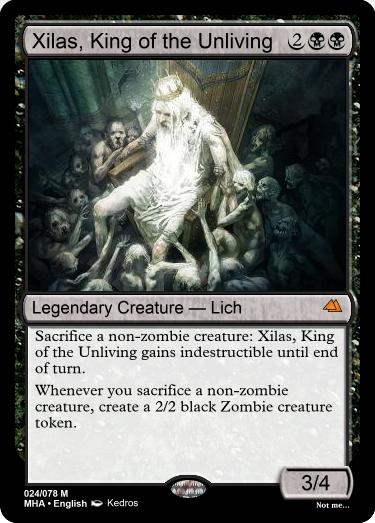 Xilas, King of the Unliving 2
Legendary Creature — Lich
Sacrifice a non-zombie creature: Xilas, King
of the Unliving gains indestructible until end
of turn.
Whenever you sacrifice a non-zombie
creature, create a 2/2 black Zombie creature
token.
3/4
024/078 M
MHA • English Kedros
Not me...